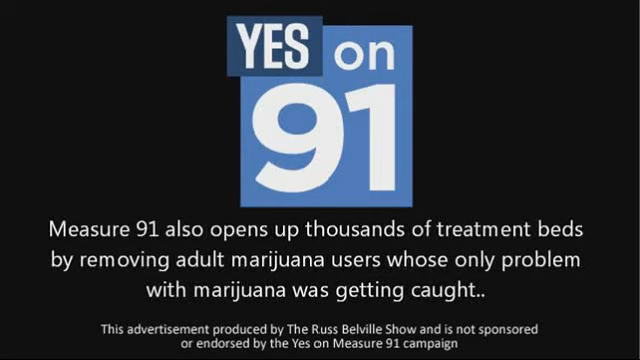 YES on
91
Measure 91 also opens up thousands of treatment beds
by removing adult marijuana users whose only problem
with marijuana was getting caught..
This advertisement produced by The Russ Belville Show and is not sponsored
or endorsed by the Yes on Measure 91 campaign